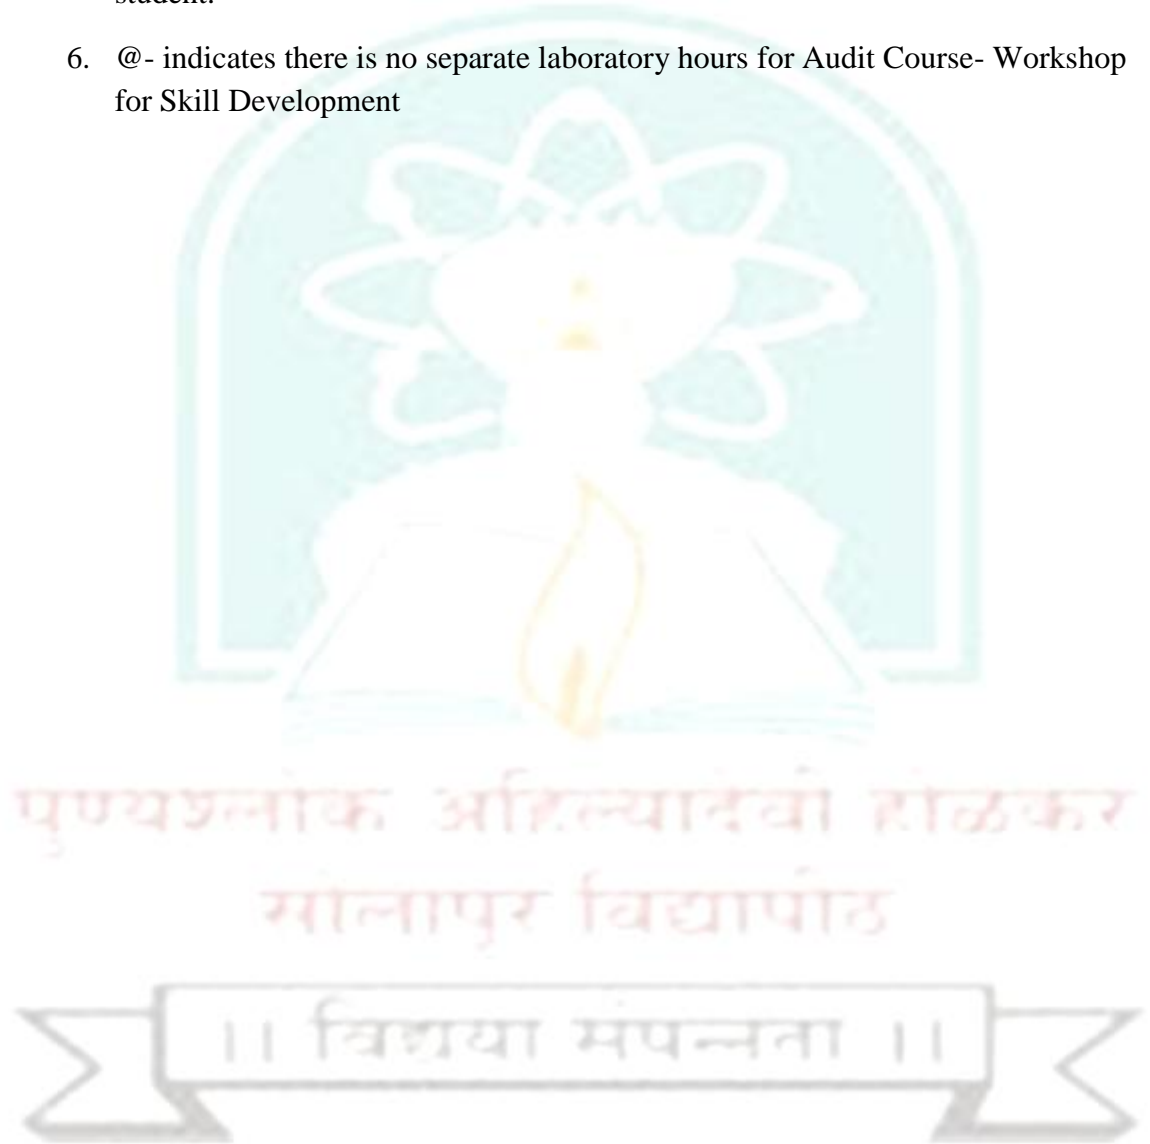 student.
6. @- indicates there is no separate laboratory hours for Audit Course- Workshop
for Skill Development
पुण्यश्लोक अहिल्यादेवी होळकर
सोलापूर विद्यापीठ
|| विद्यया संपन्नता ||